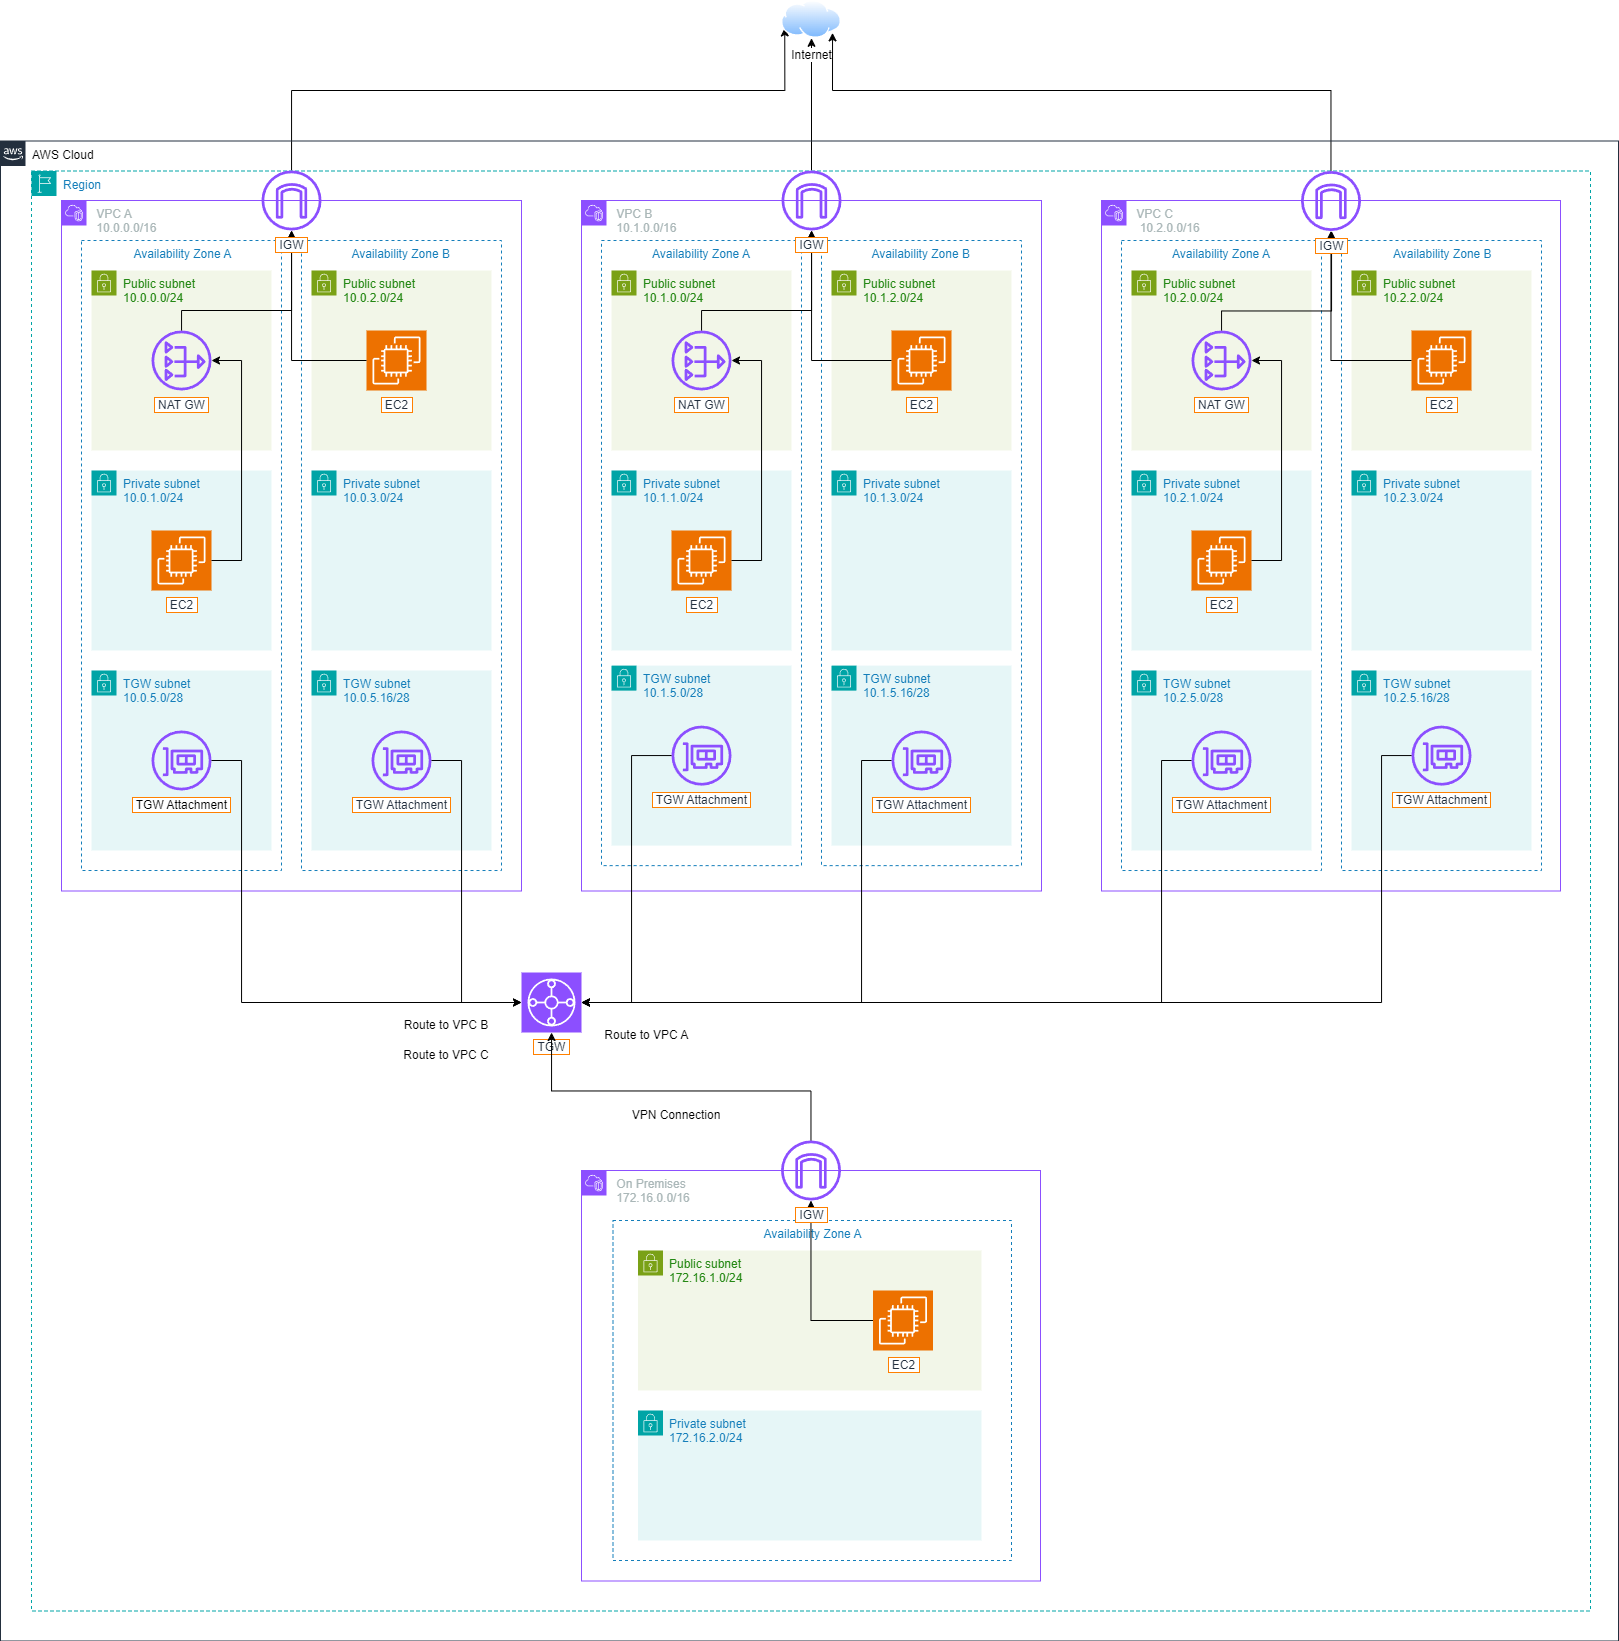 Internet
aws
AWS Cloud
Region
VPC A
10.0.0.0/16
IGW
Availability Zone A
Availability Zone B
Public subnet
10.0.0.0/24
Public subnet
10.0.2.0/24
NAT GW
EC2
Private subnet
10.0.1.0/24
Private subnet
10.0.3.0/24
EC2
TGW subnet
10.0.5.0/28
TGW subnet
10.0.5.16/28
TGW Attachment
TGW Attachment
VPC B
10.1.0.0/16
IGW
Availability Zone A
Availability Zone B
Public subnet
10.1.0.0/24
Public subnet
10.1.2.0/24
NAT GW
EC2
Private subnet
10.1.1.0/24
Private subnet
10.1.3.0/24
EC2
TGW subnet
10.1.5.0/28
TGW subnet
10.1.5.16/28
TGW Attachment
TGW Attachment
VPC C
10.2.0.0/16
IGW
Availability Zone A
Availability Zone B
Public subnet
10.2.0.0/24
Public subnet
10.2.2.0/24
NAT GW
EC2
Private subnet
10.2.1.0/24
Private subnet
10.2.3.0/24
EC2
TGW subnet
10.2.5.0/28
TGW subnet
10.2.5.16/28
TGW Attachment
TGW Attachment
Route to VPC B
Route to VPC C
TGW
Route to VPC A
VPN Connection
On Premises
172.16.0.0/16
IGW
Availability Zone A
Public subnet
172.16.1.0/24
EC2
Private subnet
172.16.2.0/24